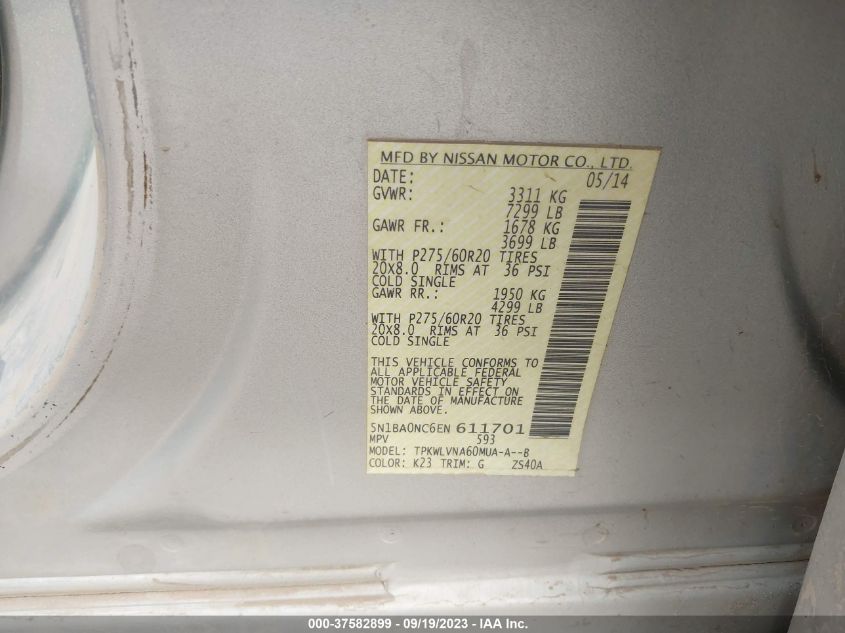 MFD BY NISSAN MOTOR CO., LTD.
DATE: 05/14
GVWR: 3311 KG
7299 LB
GAWR FR.: 1678 KG
3699 LB
WITH P275/60R20 TIRES
20X8.0 RIMS AT 36 PSI
COLD SINGLE
GAWR RR.: 1950 KG
4299 LB
WITH P275/60R20 TIRES
20X8.0 RIMS AT 36 PSI
COLD SINGLE
THIS VEHICLE CONFORMS TO
ALL APPLICABLE FEDERAL
MOTOR VEHICLE SAFETY
STANDARDS IN EFFECT ON
THE DATE OF MANUFACTURE
SHOWN ABOVE.
5N1BA0NC6EN 611701
MPV 593
MODEL: TPKWLVNA60MUA-A--B
COLOR: K23 TRIM: G ZS40A
000-37582899 - 09/19/2023 - IAA Inc.